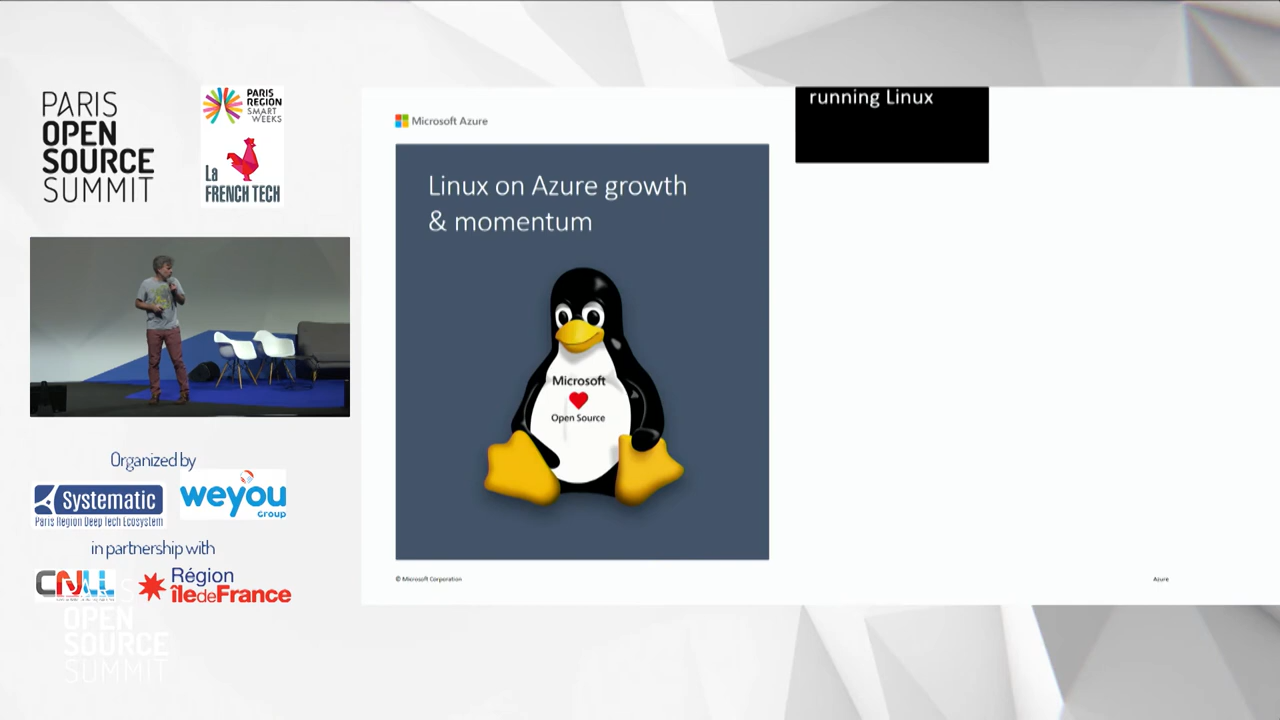 PARIS
OPEN
SOURCE
SUMMIT
PARIS
REGION
SMART
WEEKS
La
FRENCH TECH
Organized by
Systematic
Paris Region Deep Tech Ecosystem
weyou
Group
in partnership with
CNLL
Région
îledeFrance
OPEN
SOURCE
SUMMIT
Microsoft Azure
running Linux
Linux on Azure growth
& momentum
Microsoft
Open Source
© Microsoft Corporation
Azure